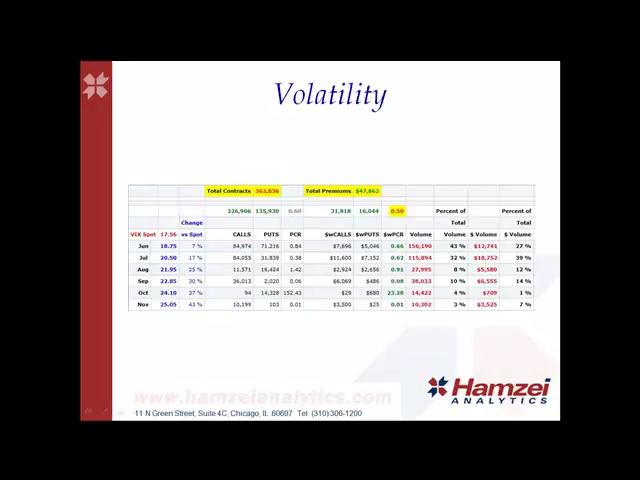 Volatility
Total Contracts 362,836 Total Premiums $47,862
226,906 135,930 0.60 31,818 16,044 0.50 Percent of Percent of
Change Total Total
VIX Spot 17.56 vs Spot CALLS PUTS PCR $wCALLS $wPUTS $wPCR Volume Volume $ Volume $ Volume
Jun 18.75 7 % 84,974 71,216 0.84 $7,696 $5,046 0.66 156,190 43 % $12,741 27 %
Jul 20.50 17 % 84,055 31,839 0.38 $11,600 $7,152 0.62 115,894 32 % $18,752 39 %
Aug 21.95 25 % 11,571 16,424 1.42 $2,924 $2,656 0.91 27,995 8 % $5,580 12 %
Sep 22.85 30 % 36,013 2,020 0.06 $6,069 $486 0.08 38,033 10 % $6,555 14 %
Oct 24.10 37 % 94 14,328 152.43 $29 $680 23.28 14,422 4 % $709 1 %
Nov 25.05 43 % 10,199 103 0.01 $3,500 $25 0.01 10,302 3 % $3,525 7 %
www.hamzeianalytics.com
Hamzei
ANALYTICS
11 N Green Street, Suite 4C, Chicago, IL 60607 Tel: (310)306-1200